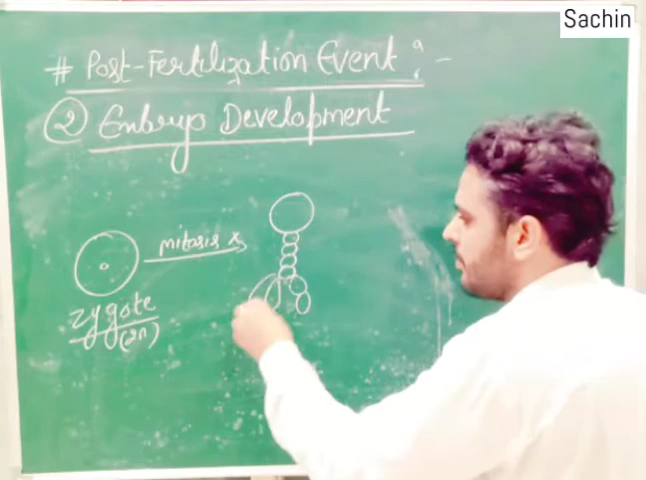 Sachin
# Post-Fertilization Event :-
② Embryo Development
mitosis
zygote
(2n)